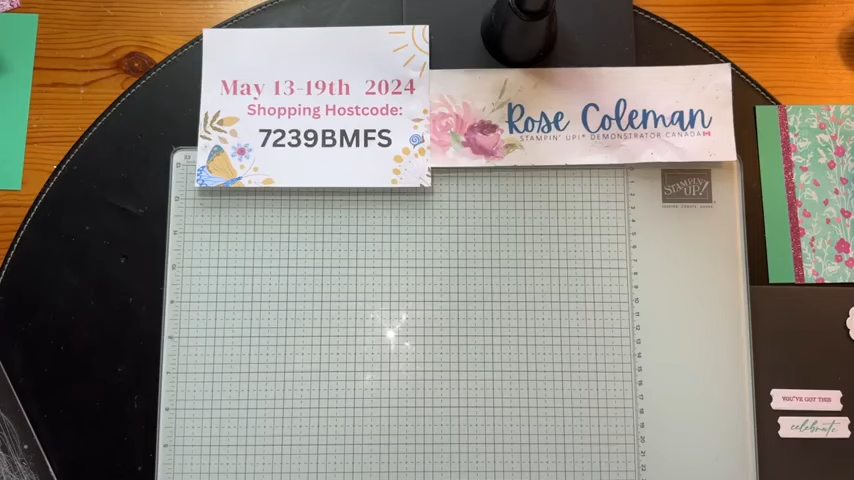 May 13-19th 2024
Shopping Hostcode:
7239BMFS
Rose Coleman
STAMPIN' UP!® DEMONSTRATOR CANADA
STAMPIN' UP!
YOU'VE GOT THIS
celebrate